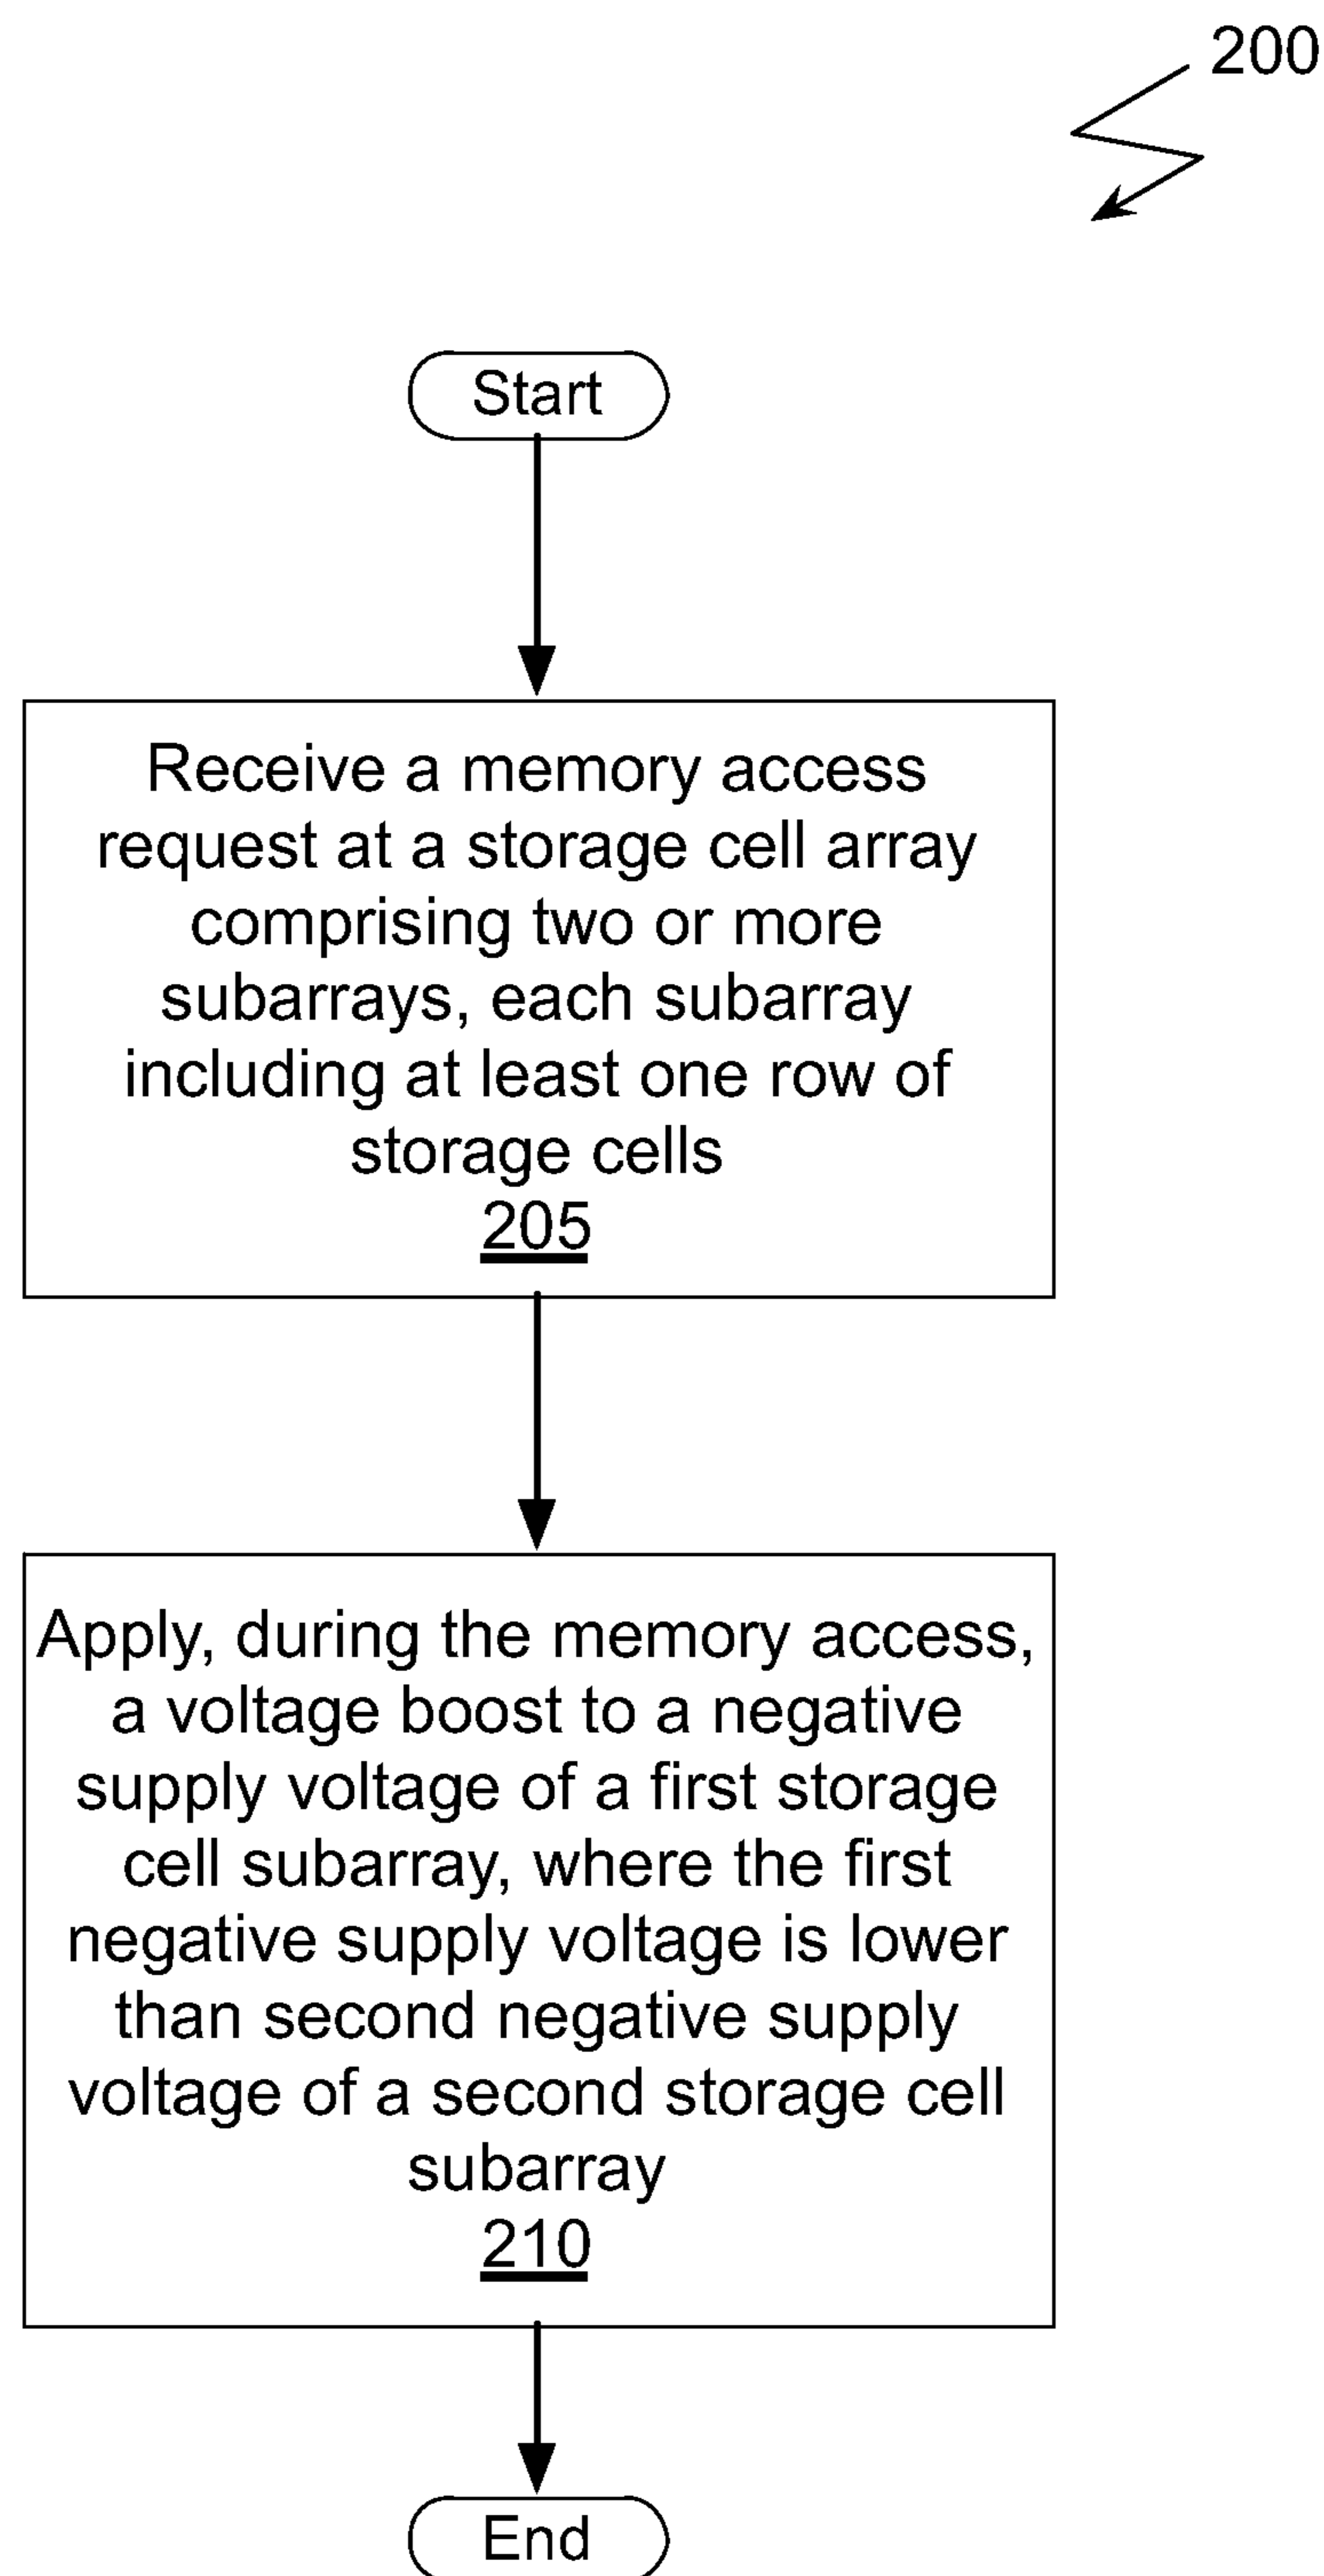 200
Start
Receive a memory access
request at a storage cell array
comprising two or more
subarrays, each subarray
including at least one row of
storage cells
205
Apply, during the memory access,
a voltage boost to a negative
supply voltage of a first storage
cell subarray, where the first
negative supply voltage is lower
than second negative supply
voltage of a second storage cell
subarray
210
End